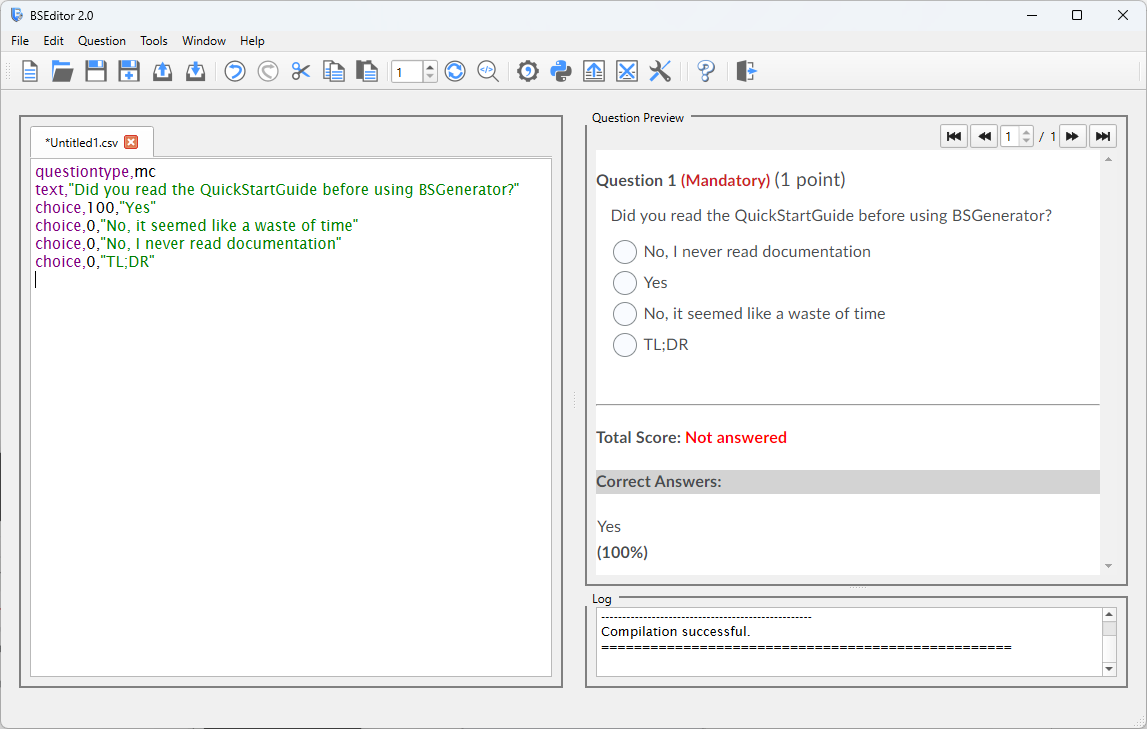 BSEditor 2.0
File Edit Question Tools Window Help
1
*Untitled1.csv
questiontype,mc
text,"Did you read the QuickStartGuide before using BSGenerator?"
choice,100,"Yes"
choice,0,"No, it seemed like a waste of time"
choice,0,"No, I never read documentation"
choice,0,"TL;DR"
Question Preview
1 / 1
Question 1 (Mandatory) (1 point)
Did you read the QuickStartGuide before using BSGenerator?
No, I never read documentation
Yes
No, it seemed like a waste of time
TL;DR
Total Score: Not answered
Correct Answers:
Yes
(100%)
Log
--------------------------------------------------
Compilation successful.
==================================================